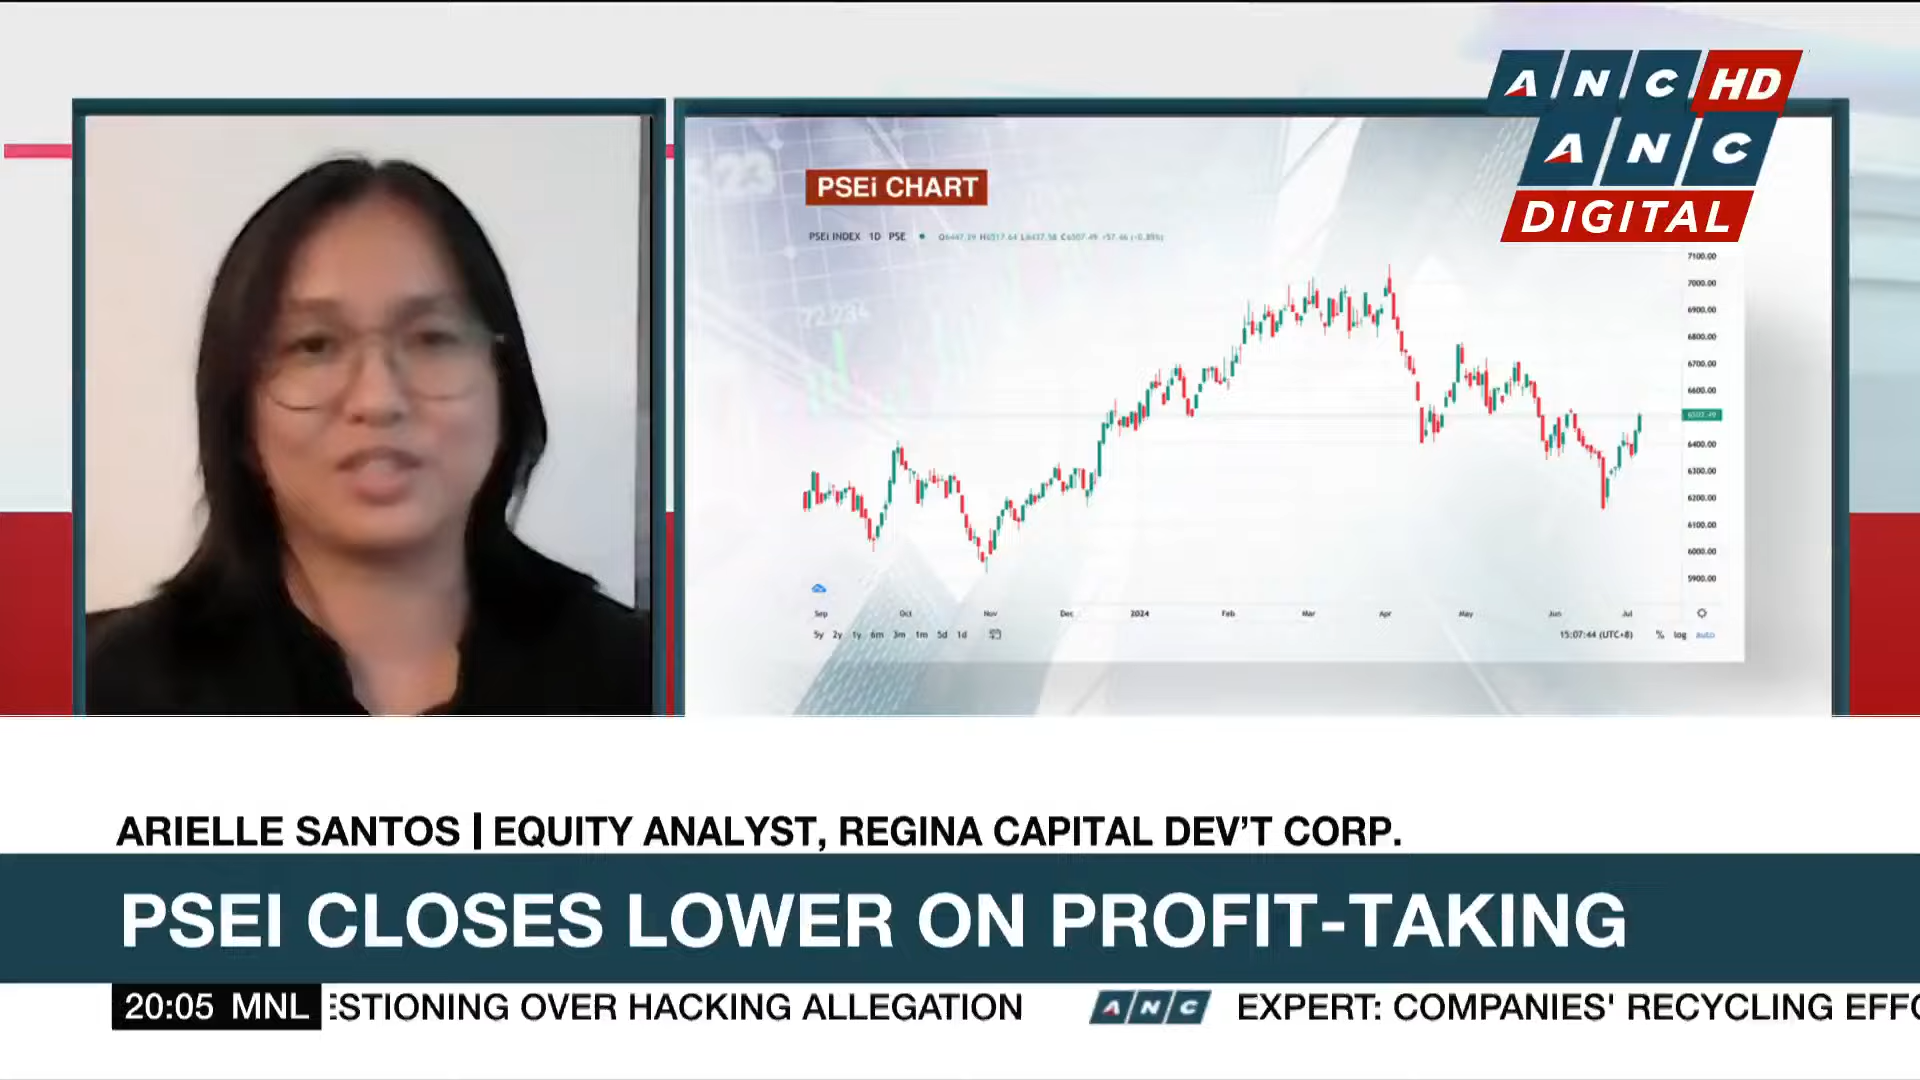 ANC HD
ANC
DIGITAL
PSEi CHART
PSEi INDEX 1D PSE
7100.00
7000.00
6900.00
6800.00
6700.00
6600.00
6400.00
6300.00
6200.00
6100.00
6000.00
5900.00
Sep Oct Nov Dec 2024 Feb Mar Apr May Jun Jul
5y 2y 1y 6m 3m 1m 5d 1d
15:07:44 (UTC+8) % log auto
ARIELLE SANTOS | EQUITY ANALYST, REGINA CAPITAL DEV'T CORP.
PSEI CLOSES LOWER ON PROFIT-TAKING
20:05 MNL ESTIONING OVER HACKING ALLEGATION ANC EXPERT: COMPANIES' RECYCLING EFFO